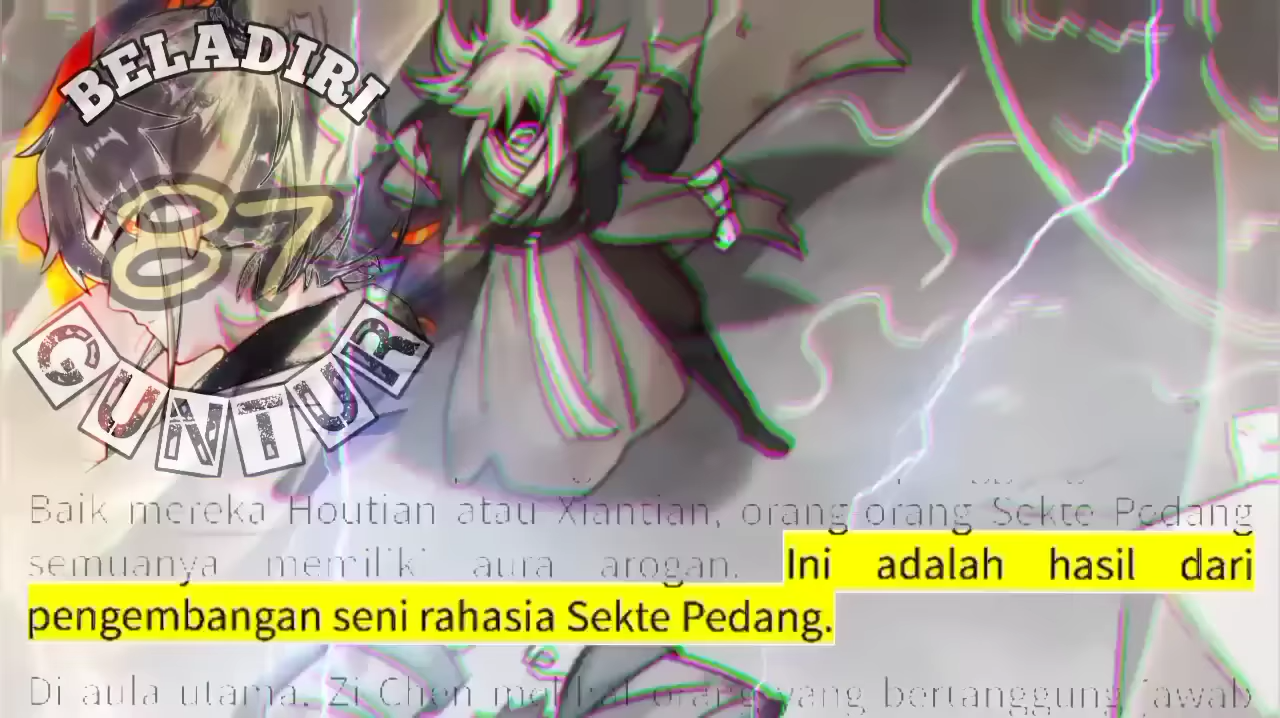 BELADIRI
87
GUNTUR
Baik mereka Houtian atau Xiantian, orang orang Sekte Pedang
semuanya memiliki aura arogan. Ini adalah hasil dari
pengembangan seni rahasia Sekte Pedang.
Di aula utama, Zi Chen melihat orang yang bertanggung jawab